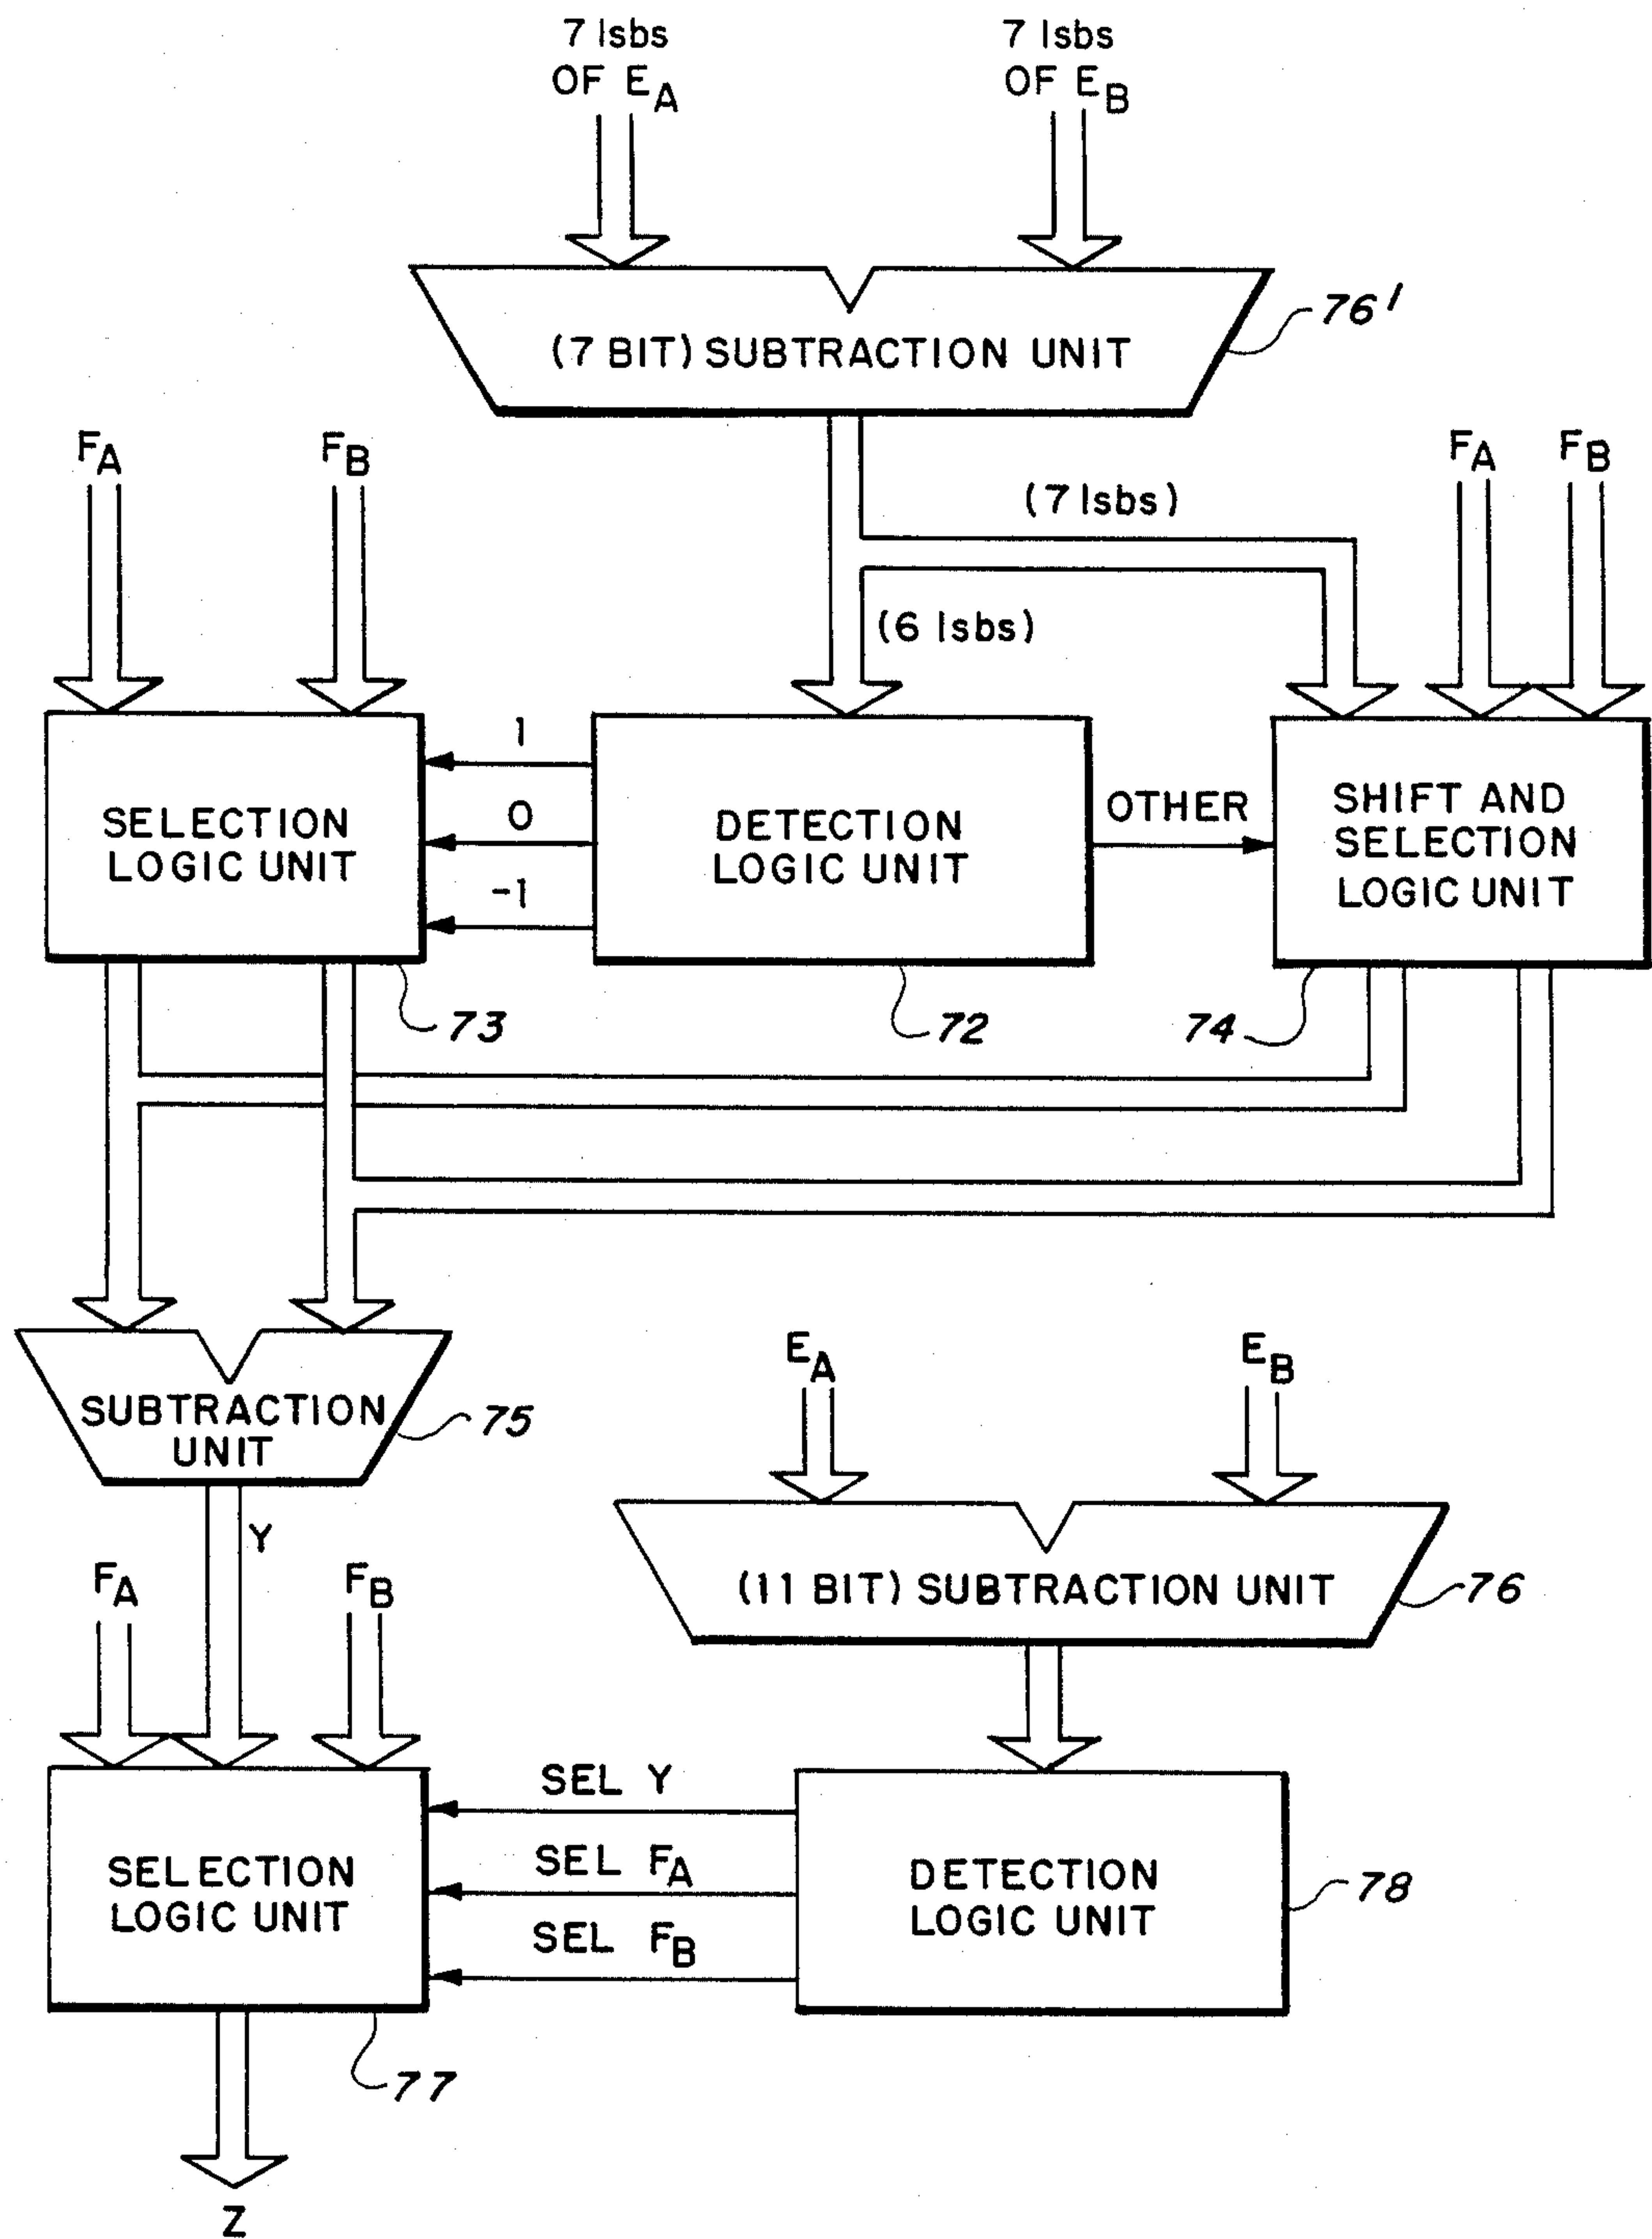 7 lsbs
OF EA
7 lsbs
OF EB
(7 BIT) SUBTRACTION UNIT
76'
FA
FB
(7 lsbs)
FA
FB
(6 lsbs)
1
0
-1
SELECTION
LOGIC UNIT
DETECTION
LOGIC UNIT
OTHER
SHIFT AND
SELECTION
LOGIC UNIT
73
72
74
SUBTRACTION
UNIT
75
EA
EB
Y
(11 BIT) SUBTRACTION UNIT
76
FA
FB
SEL Y
SEL FA
SEL FB
SELECTION
LOGIC UNIT
DETECTION
LOGIC UNIT
78
77
Z